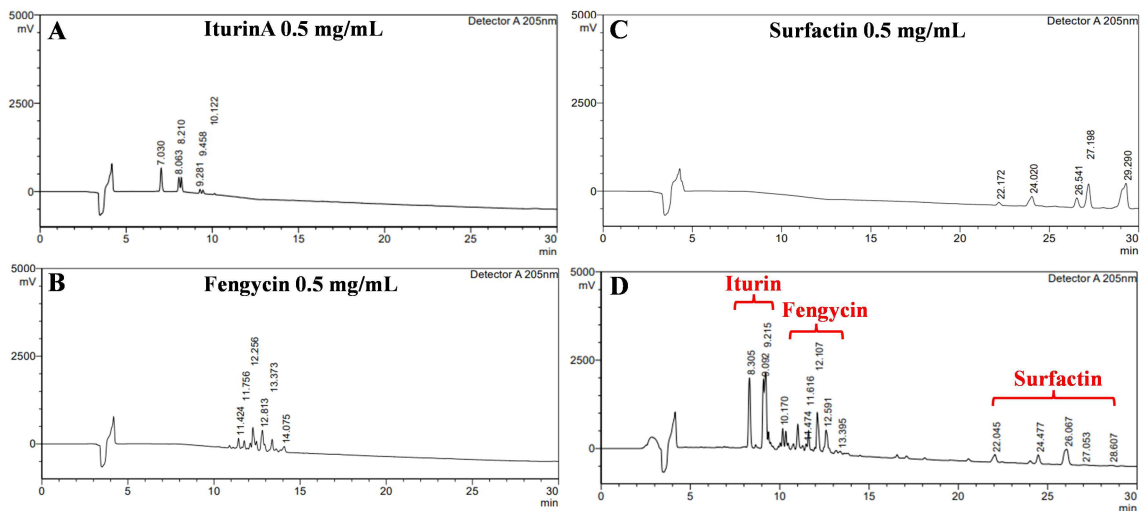 A
IturinA 0.5 mg/mL
Detector A 205nm
5000
mV
2500
0
7.030
8.063
8.210
9.281
9.458
10.122
0 5 10 15 20 25 30
min
B
Fengycin 0.5 mg/mL
Detector A 205nm
5000
mV
2500
0
11.424
11.756
12.256
12.813
13.373
14.075
0 5 10 15 20 25 30
min
C
Surfactin 0.5 mg/mL
Detector A 205nm
5000
mV
2500
0
22.172
24.020
26.541
27.198
29.290
0 5 10 15 20 25 30
min
D
Detector A 205nm
5000
mV
2500
0
Iturin
Fengycin
Surfactin
8.305
9.092
9.215
10.170
11.474
11.616
12.107
12.591
13.395
22.045
24.477
26.067
27.053
28.607
0 5 10 15 20 25 30
min